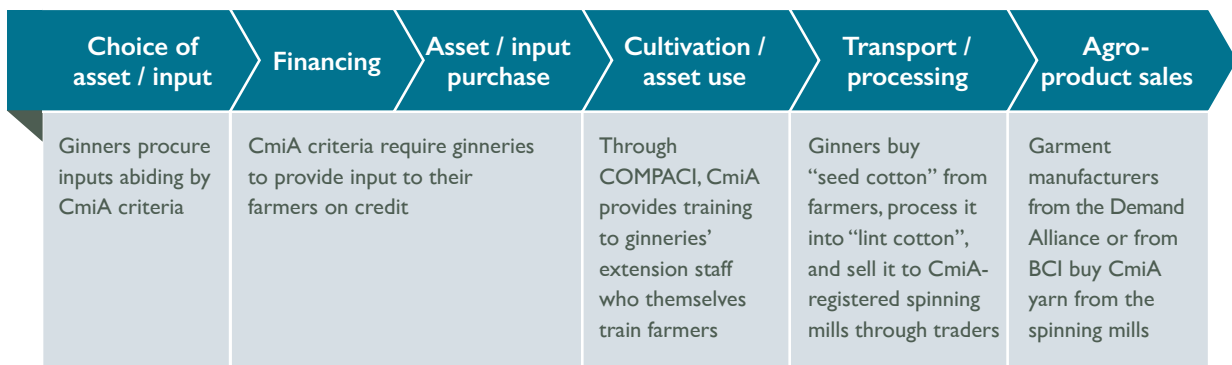 Choice of
asset / input
Financing
Asset / input
purchase
Cultivation /
asset use
Transport /
processing
Agro-
product sales
Ginners procure
inputs abiding by
CmiA criteria
CmiA criteria require ginneries
to provide input to their
farmers on credit
Through
COMPACI, CmiA
provides training
to ginneries’
extension staff
who themselves
train farmers
Ginners buy
“seed cotton” from
farmers, process it
into “lint cotton”,
and sell it to CmiA-
registered spinning
mills through traders
Garment
manufacturers
from the Demand
Alliance or from
BCI buy CmiA
yarn from the
spinning mills